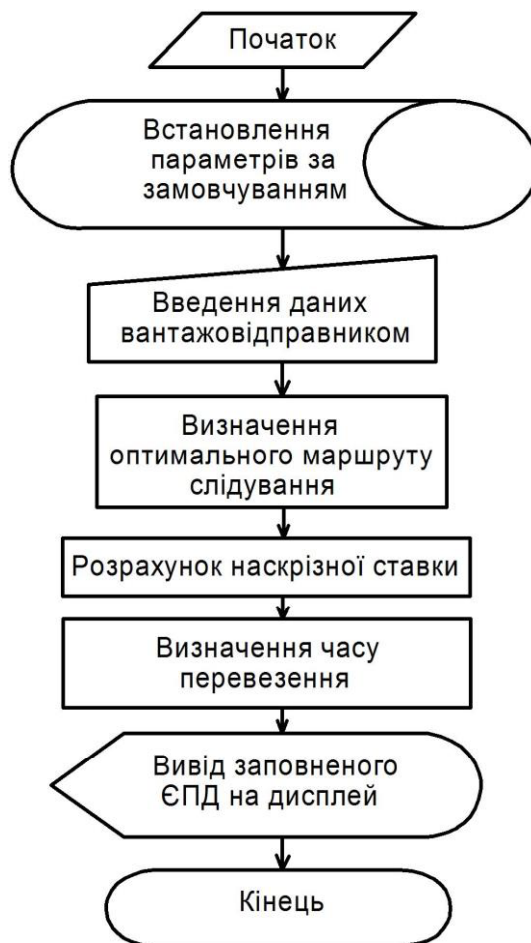 Початок
Встановлення
параметрів за
замовчуванням
Введення даних
вантажовідправником
Визначення
оптимального маршруту
слідування
Розрахунок наскрізної ставки
Визначення часу
перевезення
Вивід заповненого
ЄПД на дисплей
Кінець